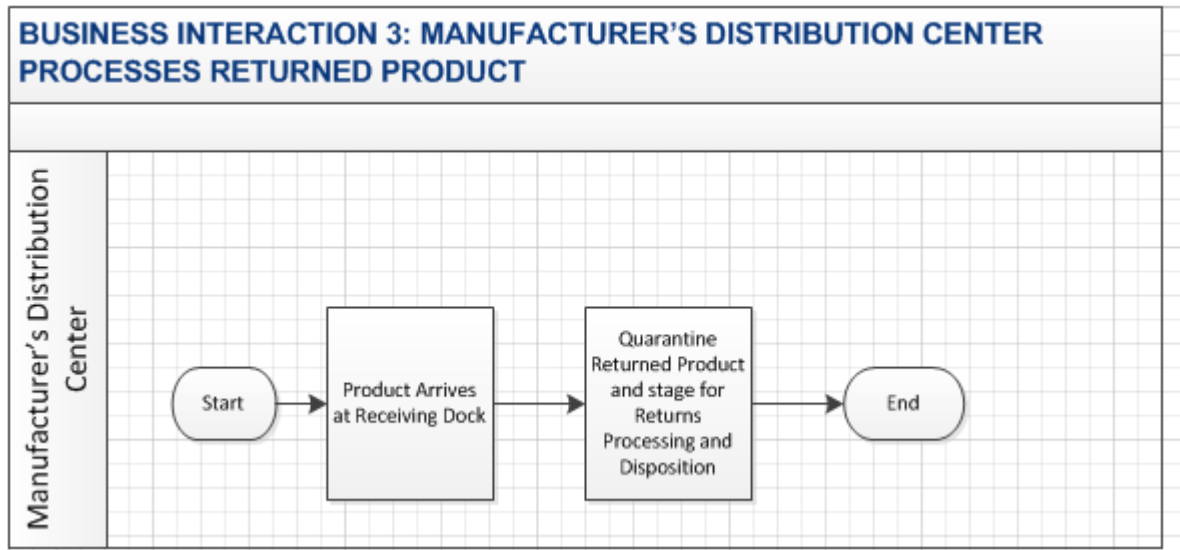 BUSINESS INTERACTION 3: MANUFACTURER'S DISTRIBUTION CENTER
PROCESSES RETURNED PRODUCT
Manufacturer's Distribution
Center
Start
Product Arrives
at Receiving Dock
Quarantine
Returned Product
and stage for
Returns
Processing and
Disposition
End